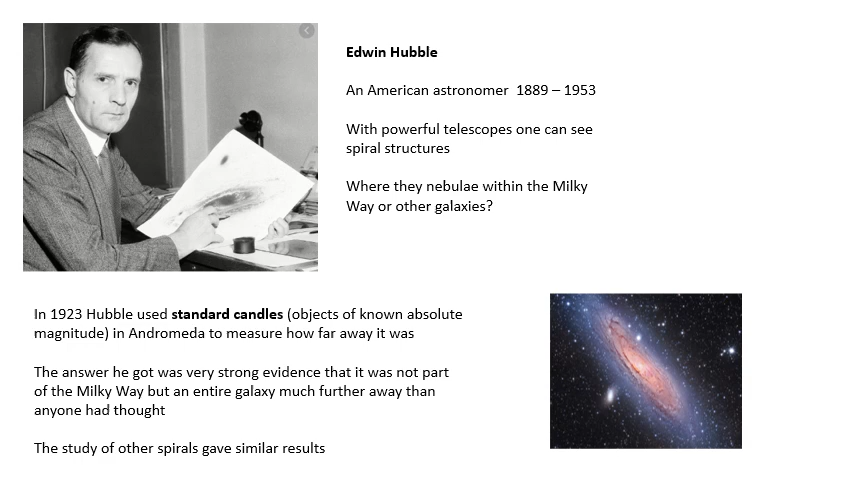 Edwin Hubble
An American astronomer 1889 – 1953
With powerful telescopes one can see
spiral structures
Where they nebulae within the Milky
Way or other galaxies?
In 1923 Hubble used standard candles (objects of known absolute
magnitude) in Andromeda to measure how far away it was
The answer he got was very strong evidence that it was not part
of the Milky Way but an entire galaxy much further away than
anyone had thought
The study of other spirals gave similar results